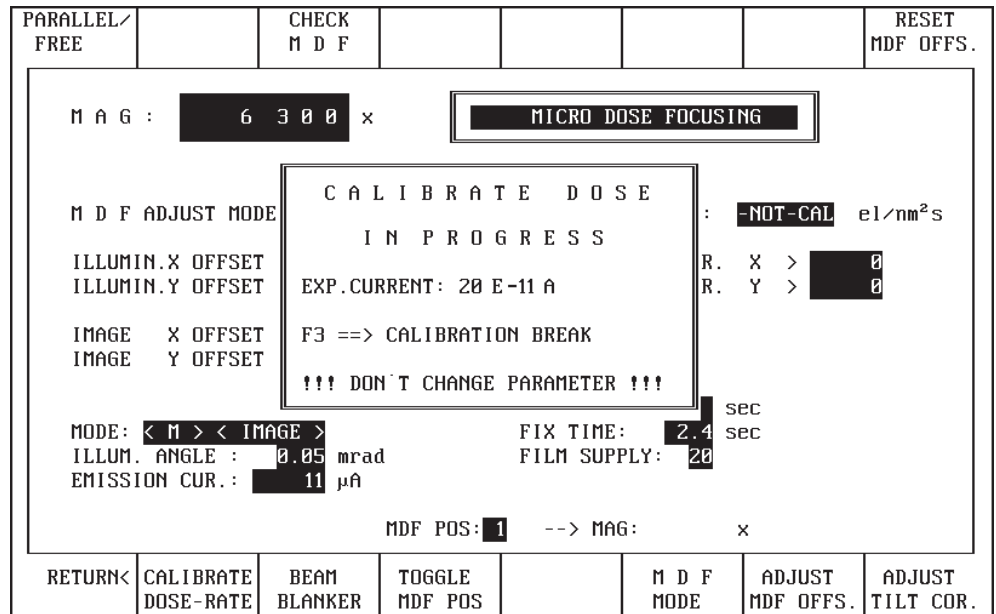 PARALLEL/ CHECK RESET
FREE M D F MDF OFFS.
M A G : 6 3 0 0 x MICRO DOSE FOCUSING
C A L I B R A T E D O S E
M D F ADJUST MODE : -NOT-CAL el/nm²s
I N P R O G R E S S
ILLUMIN.X OFFSET R. X > 0
ILLUMIN.Y OFFSET EXP.CURRENT: 20 E-11 A R. Y > 0
IMAGE X OFFSET F3 ==> CALIBRATION BREAK
IMAGE Y OFFSET
!!! DON'T CHANGE PARAMETER !!!
sec
MODE: < M > < IMAGE > FIX TIME: 2.4 sec
ILLUM. ANGLE : 0.05 mrad FILM SUPPLY: 20
EMISSION CUR.: 11 µA
MDF POS: 1 --> MAG: x
RETURN< CALIBRATE BEAM TOGGLE M D F ADJUST ADJUST
DOSE-RATE BLANKER MDF POS MODE MDF OFFS. TILT COR.